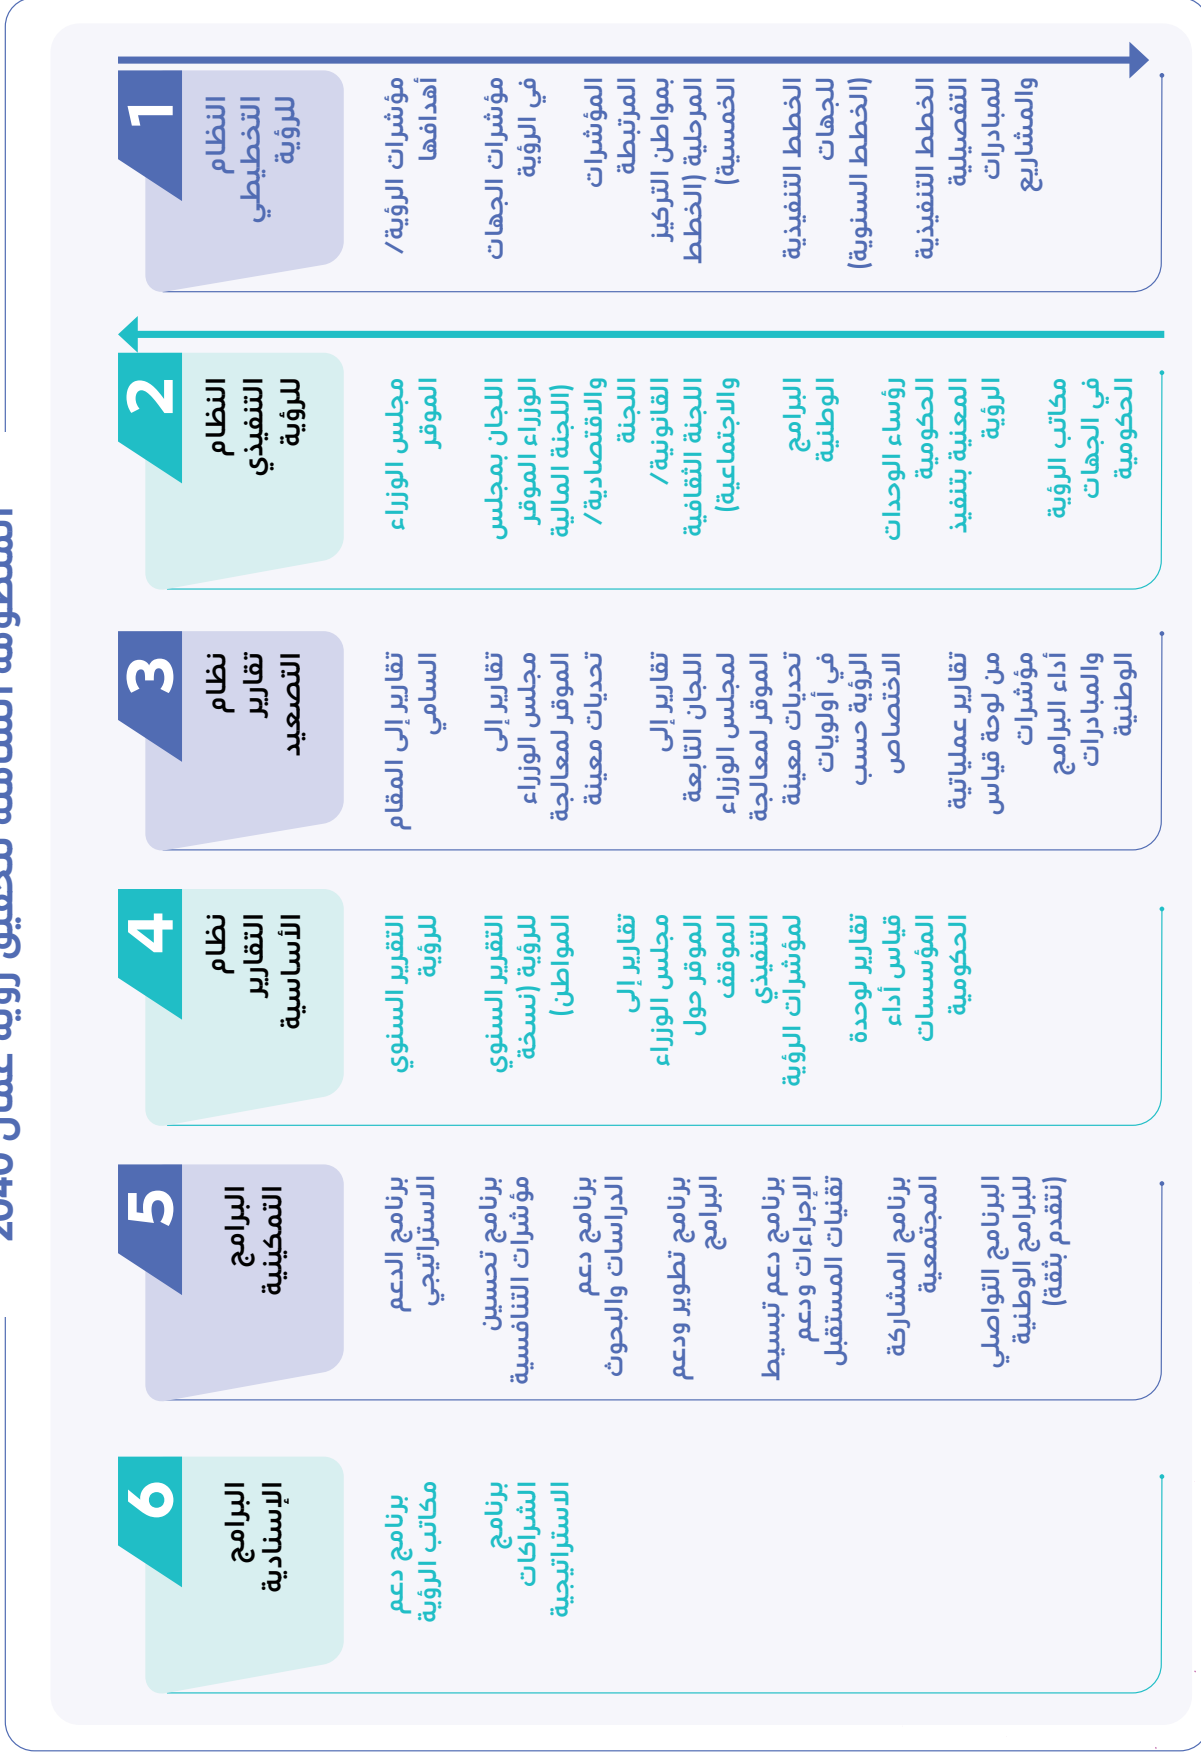 المنظومة الشاملة لتحقيق رؤية عمان 2040
1
النظام
التخطيطي
للرؤية
مؤشرات الرؤية/
أهدافها
مؤشرات الجهات
في الرؤية
المؤشرات
المرتبطة
بمواطن التركيز
المرحلية (الخطط
الخمسية)
الخطط التنفيذية
للجهات
(الخطط السنوية)
الخطط التنفيذية
التفصيلية
للمبادرات
والمشاريع
2
النظام
التنفيذي
للرؤية
مجلس الوزراء
الموقر
اللجان بمجلس
الوزراء الموقر
(اللجنة المالية
والاقتصادية/
اللجنة
القانونية/
اللجنة الثقافية
والاجتماعية)
البرامج
الوطنية
رؤساء الوحدات
الحكومية
المعنية بتنفيذ
الرؤية
مكاتب الرؤية
في الجهات
الحكومية
3
نظام
تقارير
التصعيد
تقارير إلى المقام
السامي
تقارير إلى
مجلس الوزراء
الموقر لمعالجة
تحديات معينة
تقارير إلى
اللجان التابعة
لمجلس الوزراء
الموقر لمعالجة
تحديات معينة
في أولويات
الرؤية حسب
الاختصاص
تقارير عملياتية
من لوحة قياس
مؤشرات
أداء البرامج
والمبادرات
الوطنية
4
نظام
التقارير
الأساسية
التقرير السنوي
للرؤية
التقرير السنوي
للرؤية (نسخة
المواطن)
تقارير إلى
مجلس الوزراء
الموقر حول
الموقف
التنفيذي
لمؤشرات الرؤية
تقارير لوحدة
قياس أداء
المؤسسات
الحكومية
5
البرامج
التمكينية
برنامج الدعم
الاستراتيجي
برنامج تحسين
مؤشرات التنافسية
برنامج دعم
الدراسات والبحوث
برنامج تطوير ودعم
البرامج
برنامج دعم تبسيط
الإجراءات ودعم
تقنيات المستقبل
برنامج المشاركة
المجتمعية
البرنامج التواصلي
للبرامج الوطنية
(نتقدم بثقة)
6
البرامج
الإسنادية
برنامج دعم
مكاتب الرؤية
برنامج
الشراكات
الاستراتيجية